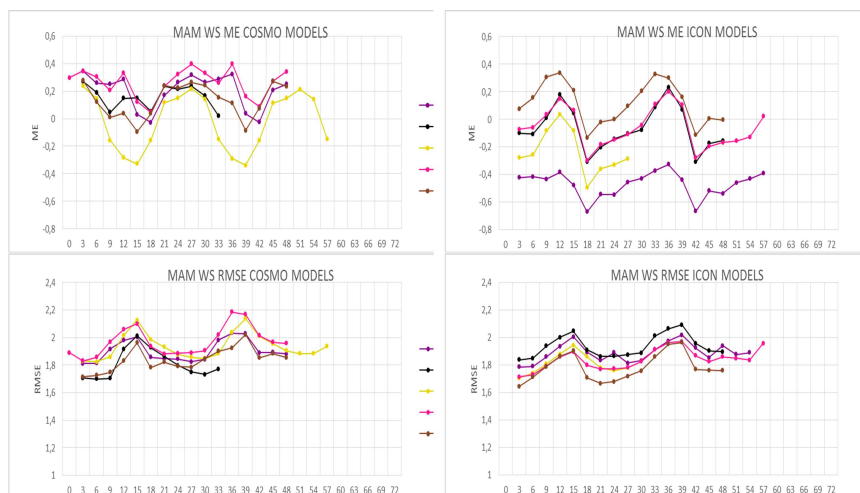 MAM WS ME COSMO MODELS
0,6
0,4
0,2
0
-0,2
-0,4
-0,6
-0,8
ME
0 3 6 9 12 15 18 21 24 27 30 33 36 39 42 45 48 51 54 57 60 63 66 69 72
MAM WS ME ICON MODELS
0,6
0,4
0,2
0
-0,2
-0,4
-0,6
-0,8
ME
0 3 6 9 12 15 18 21 24 27 30 33 36 39 42 45 48 51 54 57 60 63 66 69 72
MAM WS RMSE COSMO MODELS
2,4
2,2
2
1,8
1,6
1,4
1,2
1
RMSE
0 3 6 9 12 15 18 21 24 27 30 33 36 39 42 45 48 51 54 57 60 63 66 69 72
MAM WS RMSE ICON MODELS
2,4
2,2
2
1,8
1,6
1,4
1,2
1
RMSE
0 3 6 9 12 15 18 21 24 27 30 33 36 39 42 45 48 51 54 57 60 63 66 69 72